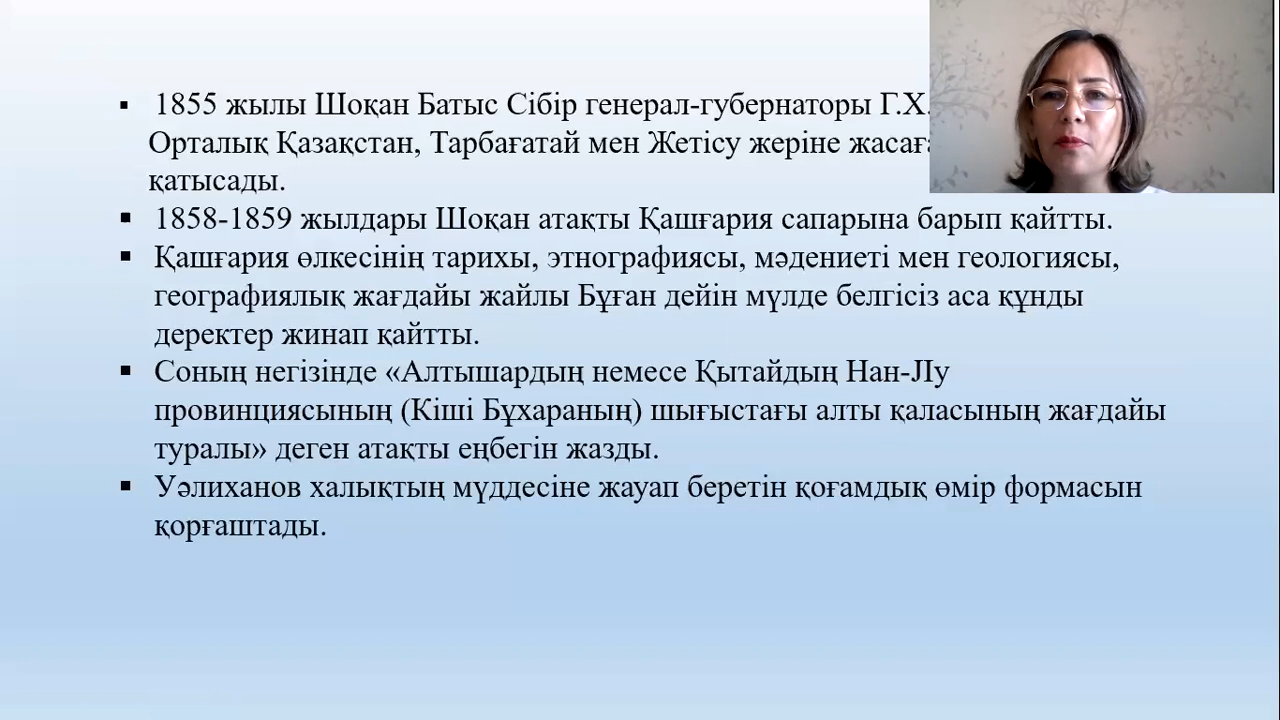 1855 жылы Шоқан Батыс Сібір генерал-губернаторы Г.Х.
Орталық Қазақстан, Тарбағатай мен Жетісу жеріне
қатысады.
1858-1859 жылдары Шоқан атақты Қашғария сапарына барып қайтты.
Қашғария өлкесінің тарихы, этнографиясы, мәдениеті мен геологиясы,
географиялық жағдайы жайлы Бұған дейін мүлде белгісіз аса құнды
деректер жинап қайтты.
Соның негізінде «Алтышардың немесе Қытайдың Нан-Лу
провинциясының (Кіші Бұхараның) шығыстағы алты қаласының жағдайы
туралы» деген атақты еңбегін жазды.
Уәлиханов халықтың мүддесіне жауап беретін қоғамдық өмір формасын
қорғаштады.